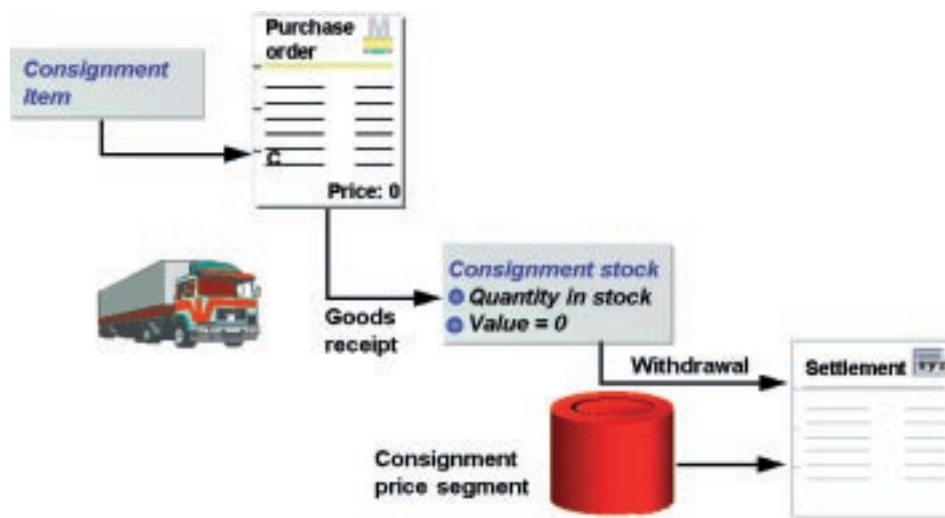 Purchase
order
Consignment
Item
C
Price: 0
Consignment stock
Quantity in stock
Value = 0
Goods
receipt
Withdrawal
Settlement
Consignment
price segment